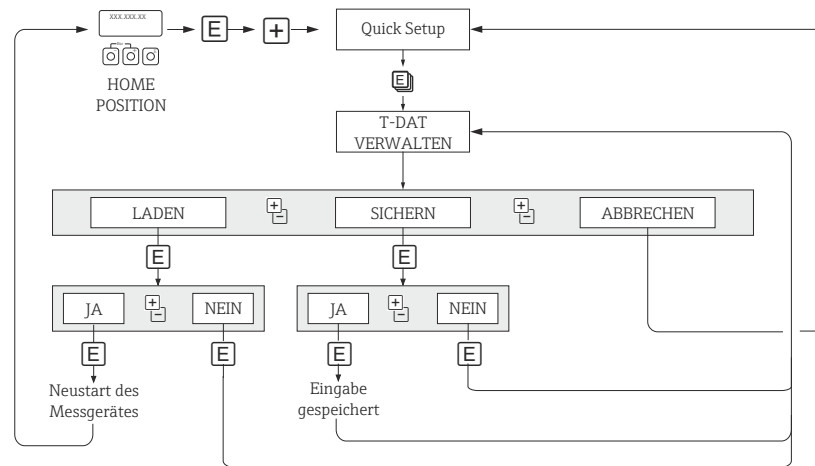 XXX.XXX.XX
Esc
E
+
Quick Setup
HOME
POSITION
E
T-DAT
VERWALTEN
LADEN
+
-
SICHERN
+
-
ABBRECHEN
E
E
JA
+
-
NEIN
JA
+
-
NEIN
E
E
E
E
Neustart des
Messgerätes
Eingabe
gespeichert